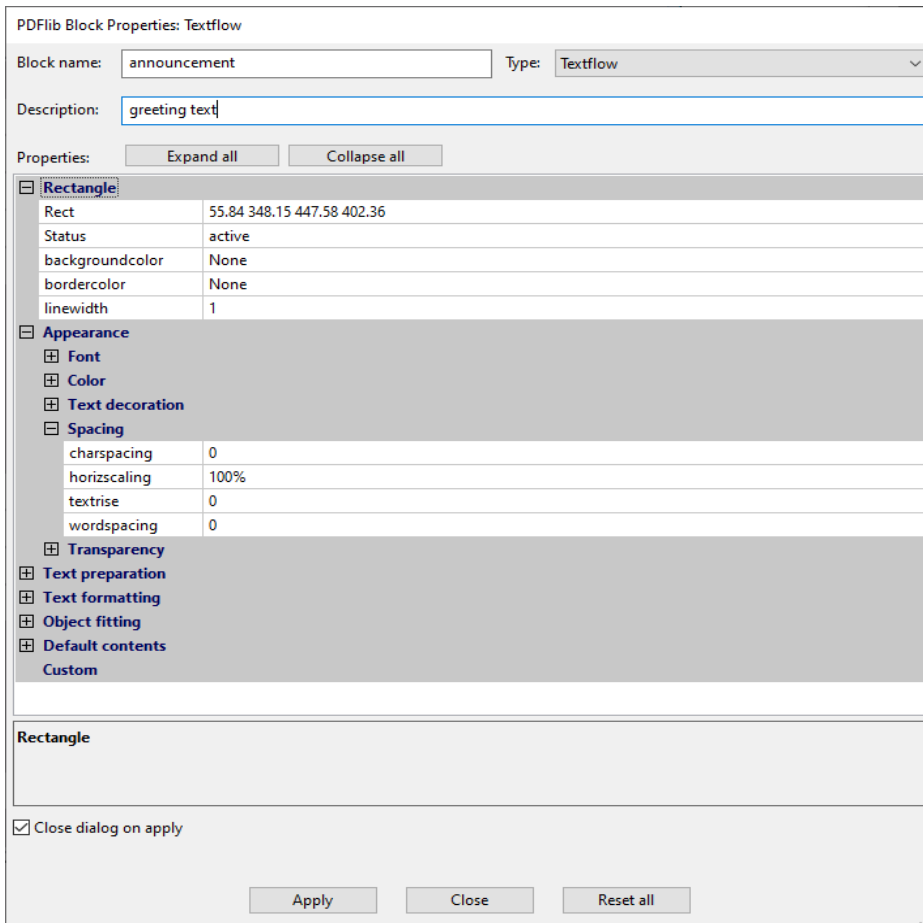 PDFlib Block Properties: Textflow
Block name: announcement Type: Textflow
Description: greeting text
Properties: Expand all Collapse all
Rectangle
Rect 55.84 348.15 447.58 402.36
Status active
backgroundcolor None
bordercolor None
linewidth 1
Appearance
Font
Color
Text decoration
Spacing
charspacing 0
horizscaling 100%
textrise 0
wordspacing 0
Transparency
Text preparation
Text formatting
Object fitting
Default contents
Custom
Rectangle
Close dialog on apply
Apply Close Reset all